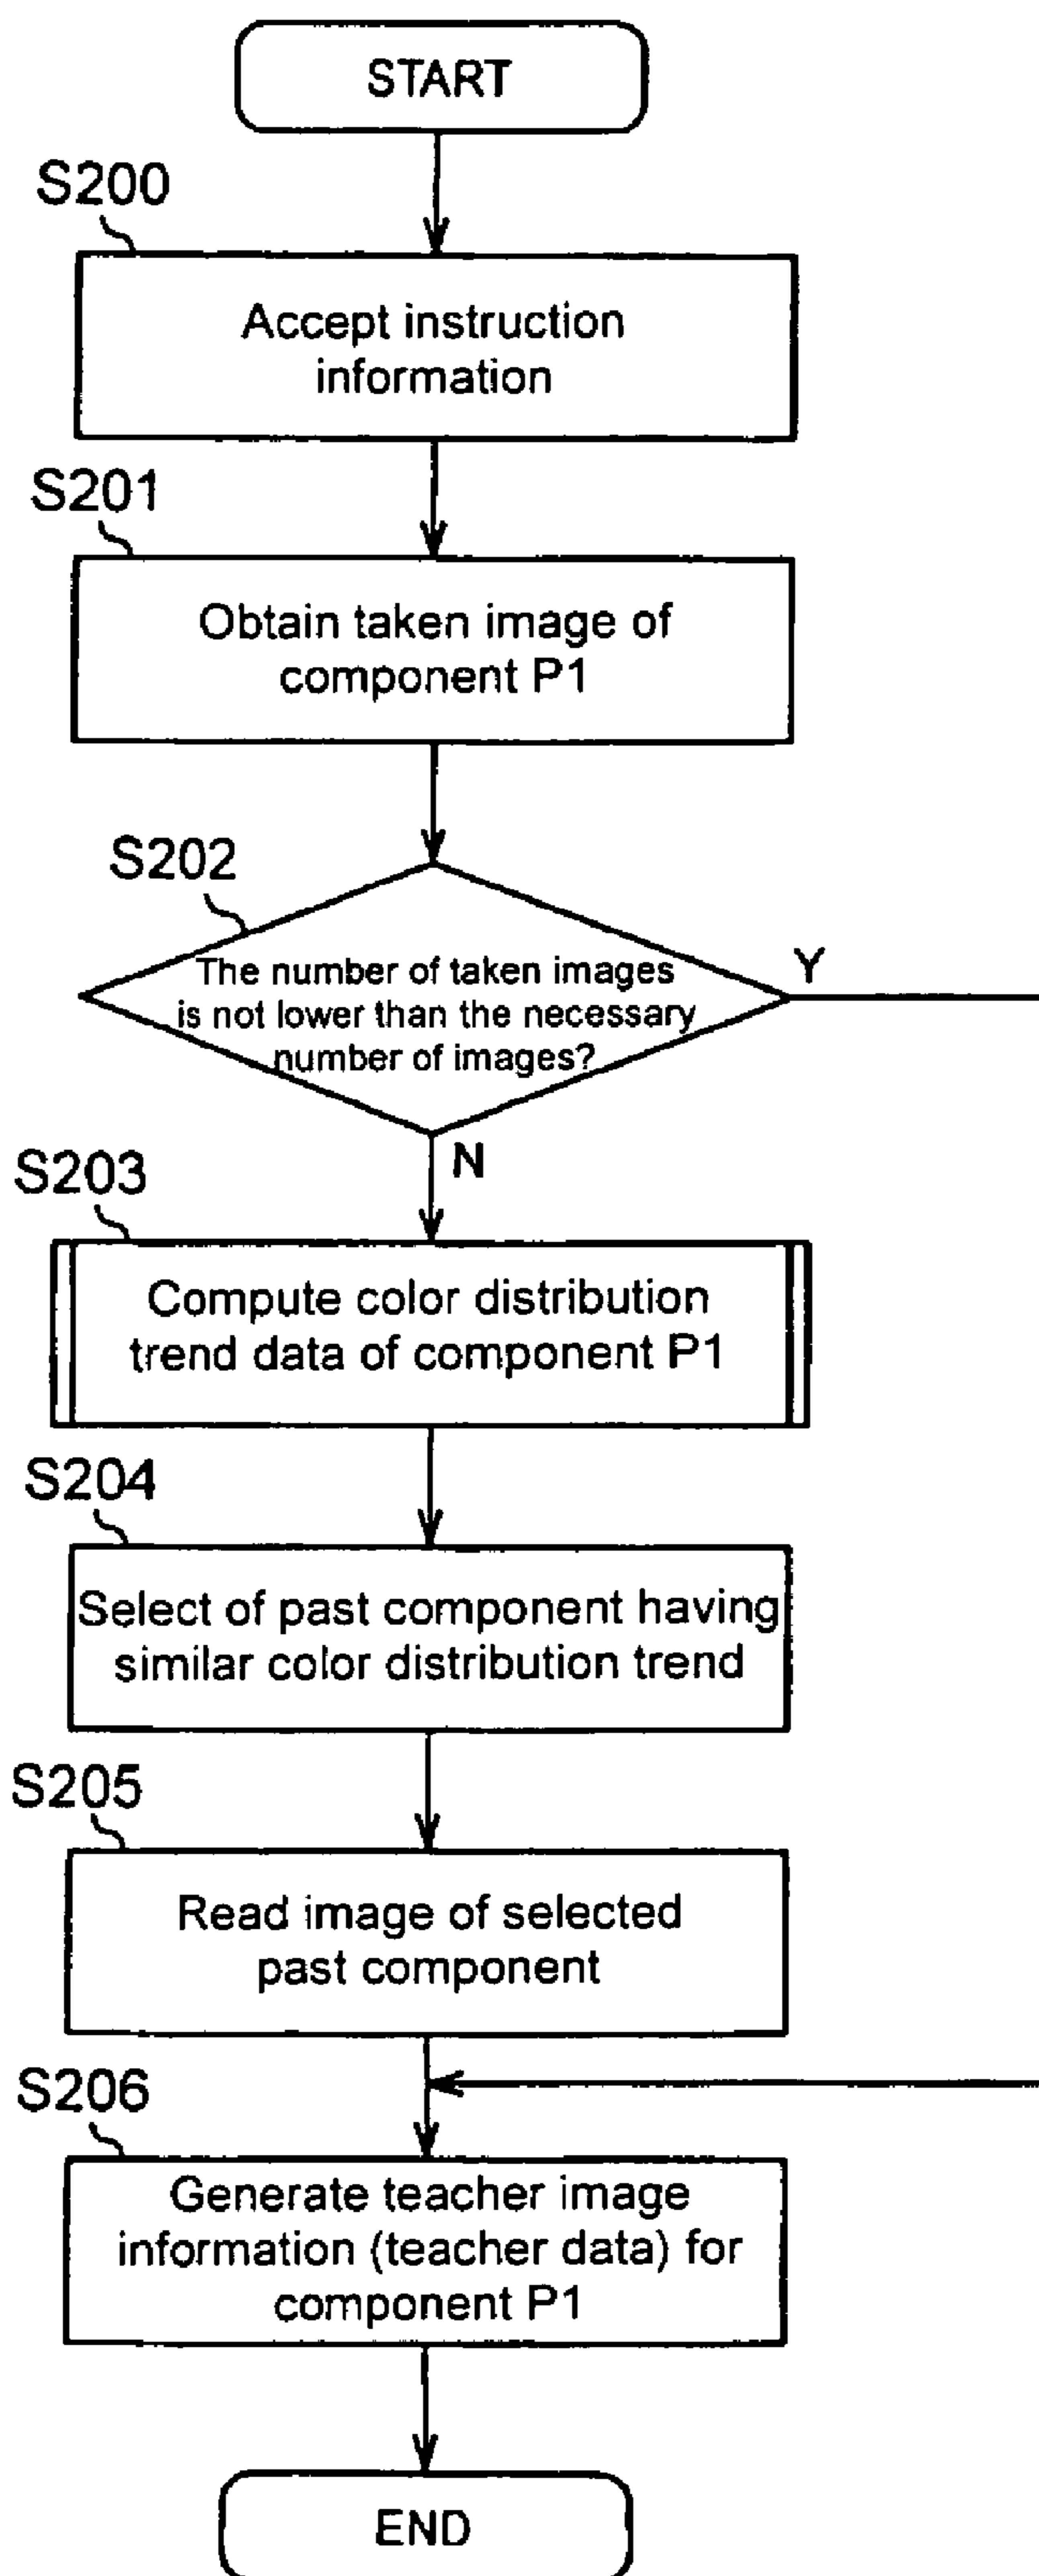 START
S200
Accept instruction
information
S201
Obtain taken image of
component P1
S202
The number of taken images
is not lower than the necessary
number of images?
Y
N
S203
Compute color distribution
trend data of component P1
S204
Select of past component having
similar color distribution trend
S205
Read image of selected
past component
S206
Generate teacher image
information (teacher data) for
component P1
END